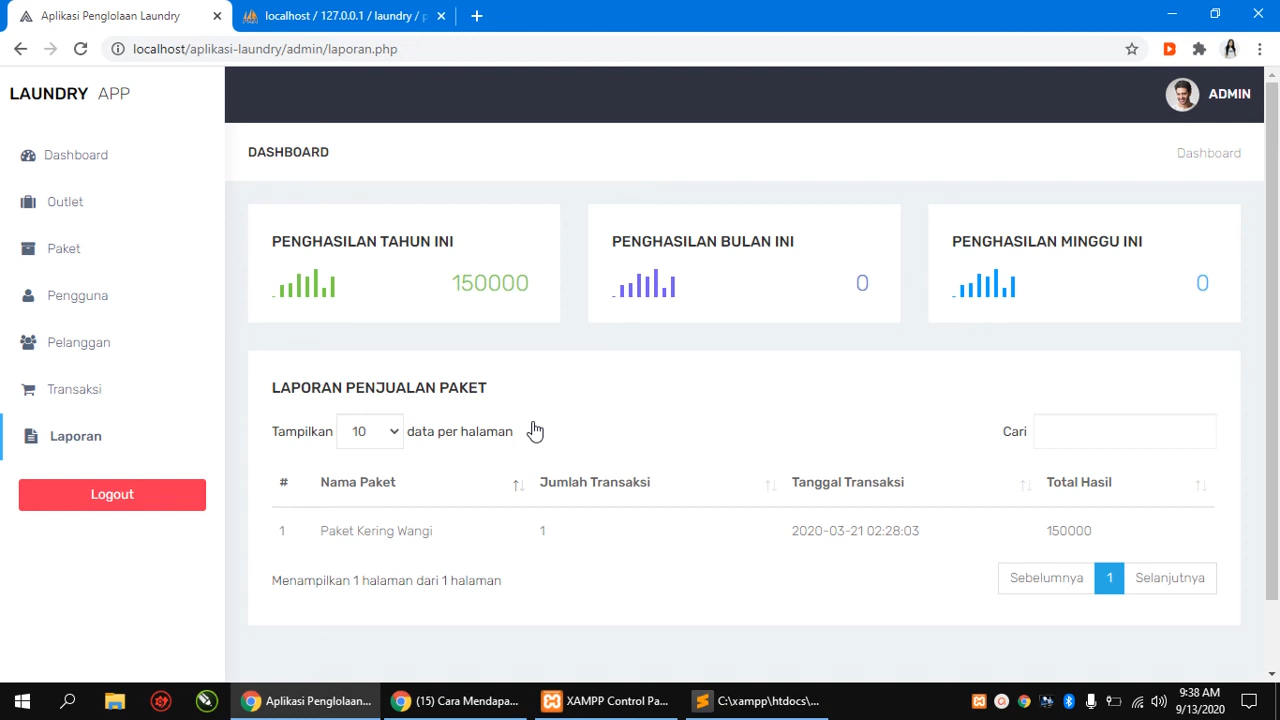 Aplikasi Penglolaan Laundry
localhost / 127.0.0.1 / laundry / p
localhost/aplikasi-laundry/admin/laporan.php
LAUNDRY APP
ADMIN
Dashboard
Outlet
Paket
Pengguna
Pelanggan
Transaksi
Laporan
Logout
DASHBOARD
Dashboard
PENGHASILAN TAHUN INI
150000
PENGHASILAN BULAN INI
0
PENGHASILAN MINGGU INI
0
LAPORAN PENJUALAN PAKET
Tampilkan 10 data per halaman
Cari
# Nama Paket Jumlah Transaksi Tanggal Transaksi Total Hasil
1 Paket Kering Wangi 1 2020-03-21 02:28:03 150000
Menampilkan 1 halaman dari 1 halaman
Sebelumnya 1 Selanjutnya
Aplikasi Penglolaan...
(15) Cara Mendapa...
XAMPP Control Pa...
C:\xampp\htdocs\...
9:38 AM
9/13/2020